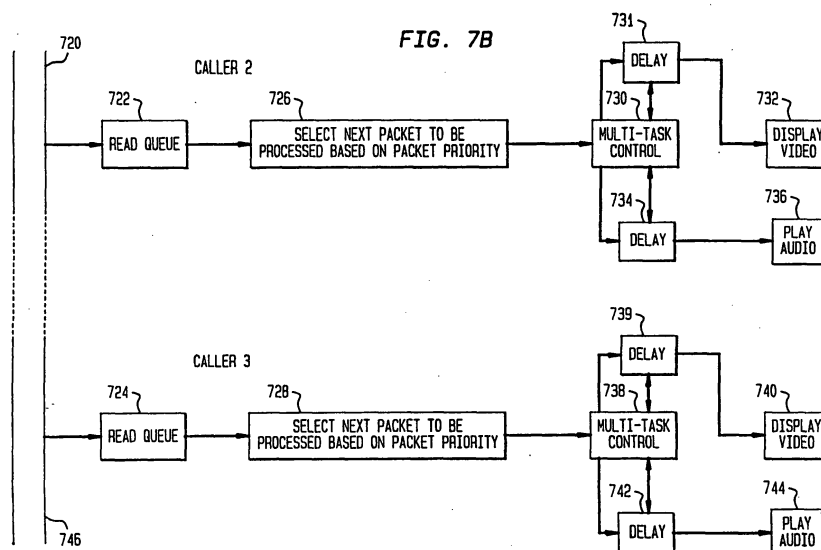 FIG. 7B
720
CALLER 2
722
READ QUEUE
726
SELECT NEXT PACKET TO BE
PROCESSED BASED ON PACKET PRIORITY
731
DELAY
730
MULTI-TASK
CONTROL
734
DELAY
732
DISPLAY
VIDEO
736
PLAY
AUDIO
CALLER 3
724
READ QUEUE
728
SELECT NEXT PACKET TO BE
PROCESSED BASED ON PACKET PRIORITY
739
DELAY
738
MULTI-TASK
CONTROL
742
DELAY
740
DISPLAY
VIDEO
744
PLAY
AUDIO
746